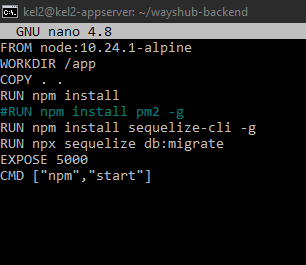 kel2@kel2-appserver: ~/wayshub-backend
GNU nano 4.8
FROM node:10.24.1-alpine
WORKDIR /app
COPY . .
RUN npm install
#RUN npm install pm2 -g
RUN npm install sequelize-cli -g
RUN npx sequelize db:migrate
EXPOSE 5000
CMD ["npm","start"]